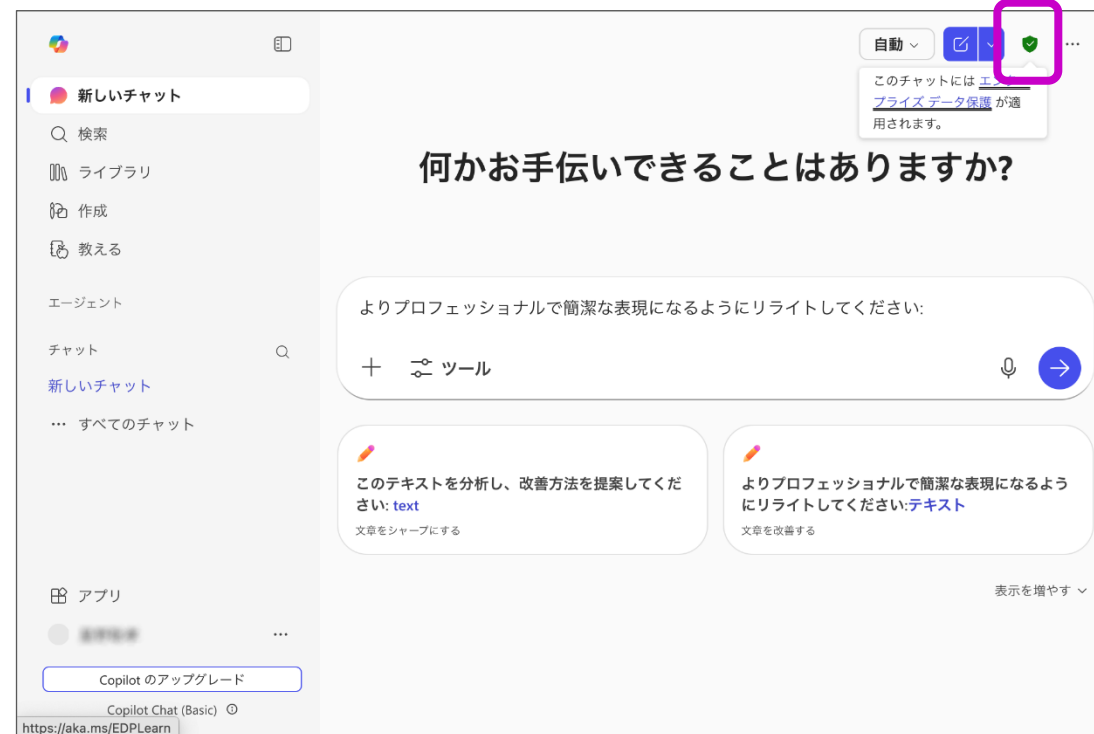 新しいチャット
検索
ライブラリ
作成
教える
エージェント
チャット
新しいチャット
すべてのチャット
アプリ
Copilot のアップグレード
Copilot Chat (Basic)
https://aka.ms/EDPLearn
自動
このチャットには エンター
プライズ データ保護 が適
用されます。
何かお手伝いできることはありますか?
よりプロフェッショナルで簡潔な表現になるようにリライトしてください:
ツール
このテキストを分析し、改善方法を提案してくだ
さい: text
文章をシャープにする
よりプロフェッショナルで簡潔な表現になるよう
にリライトしてください:テキスト
文章を改善する
表示を増やす